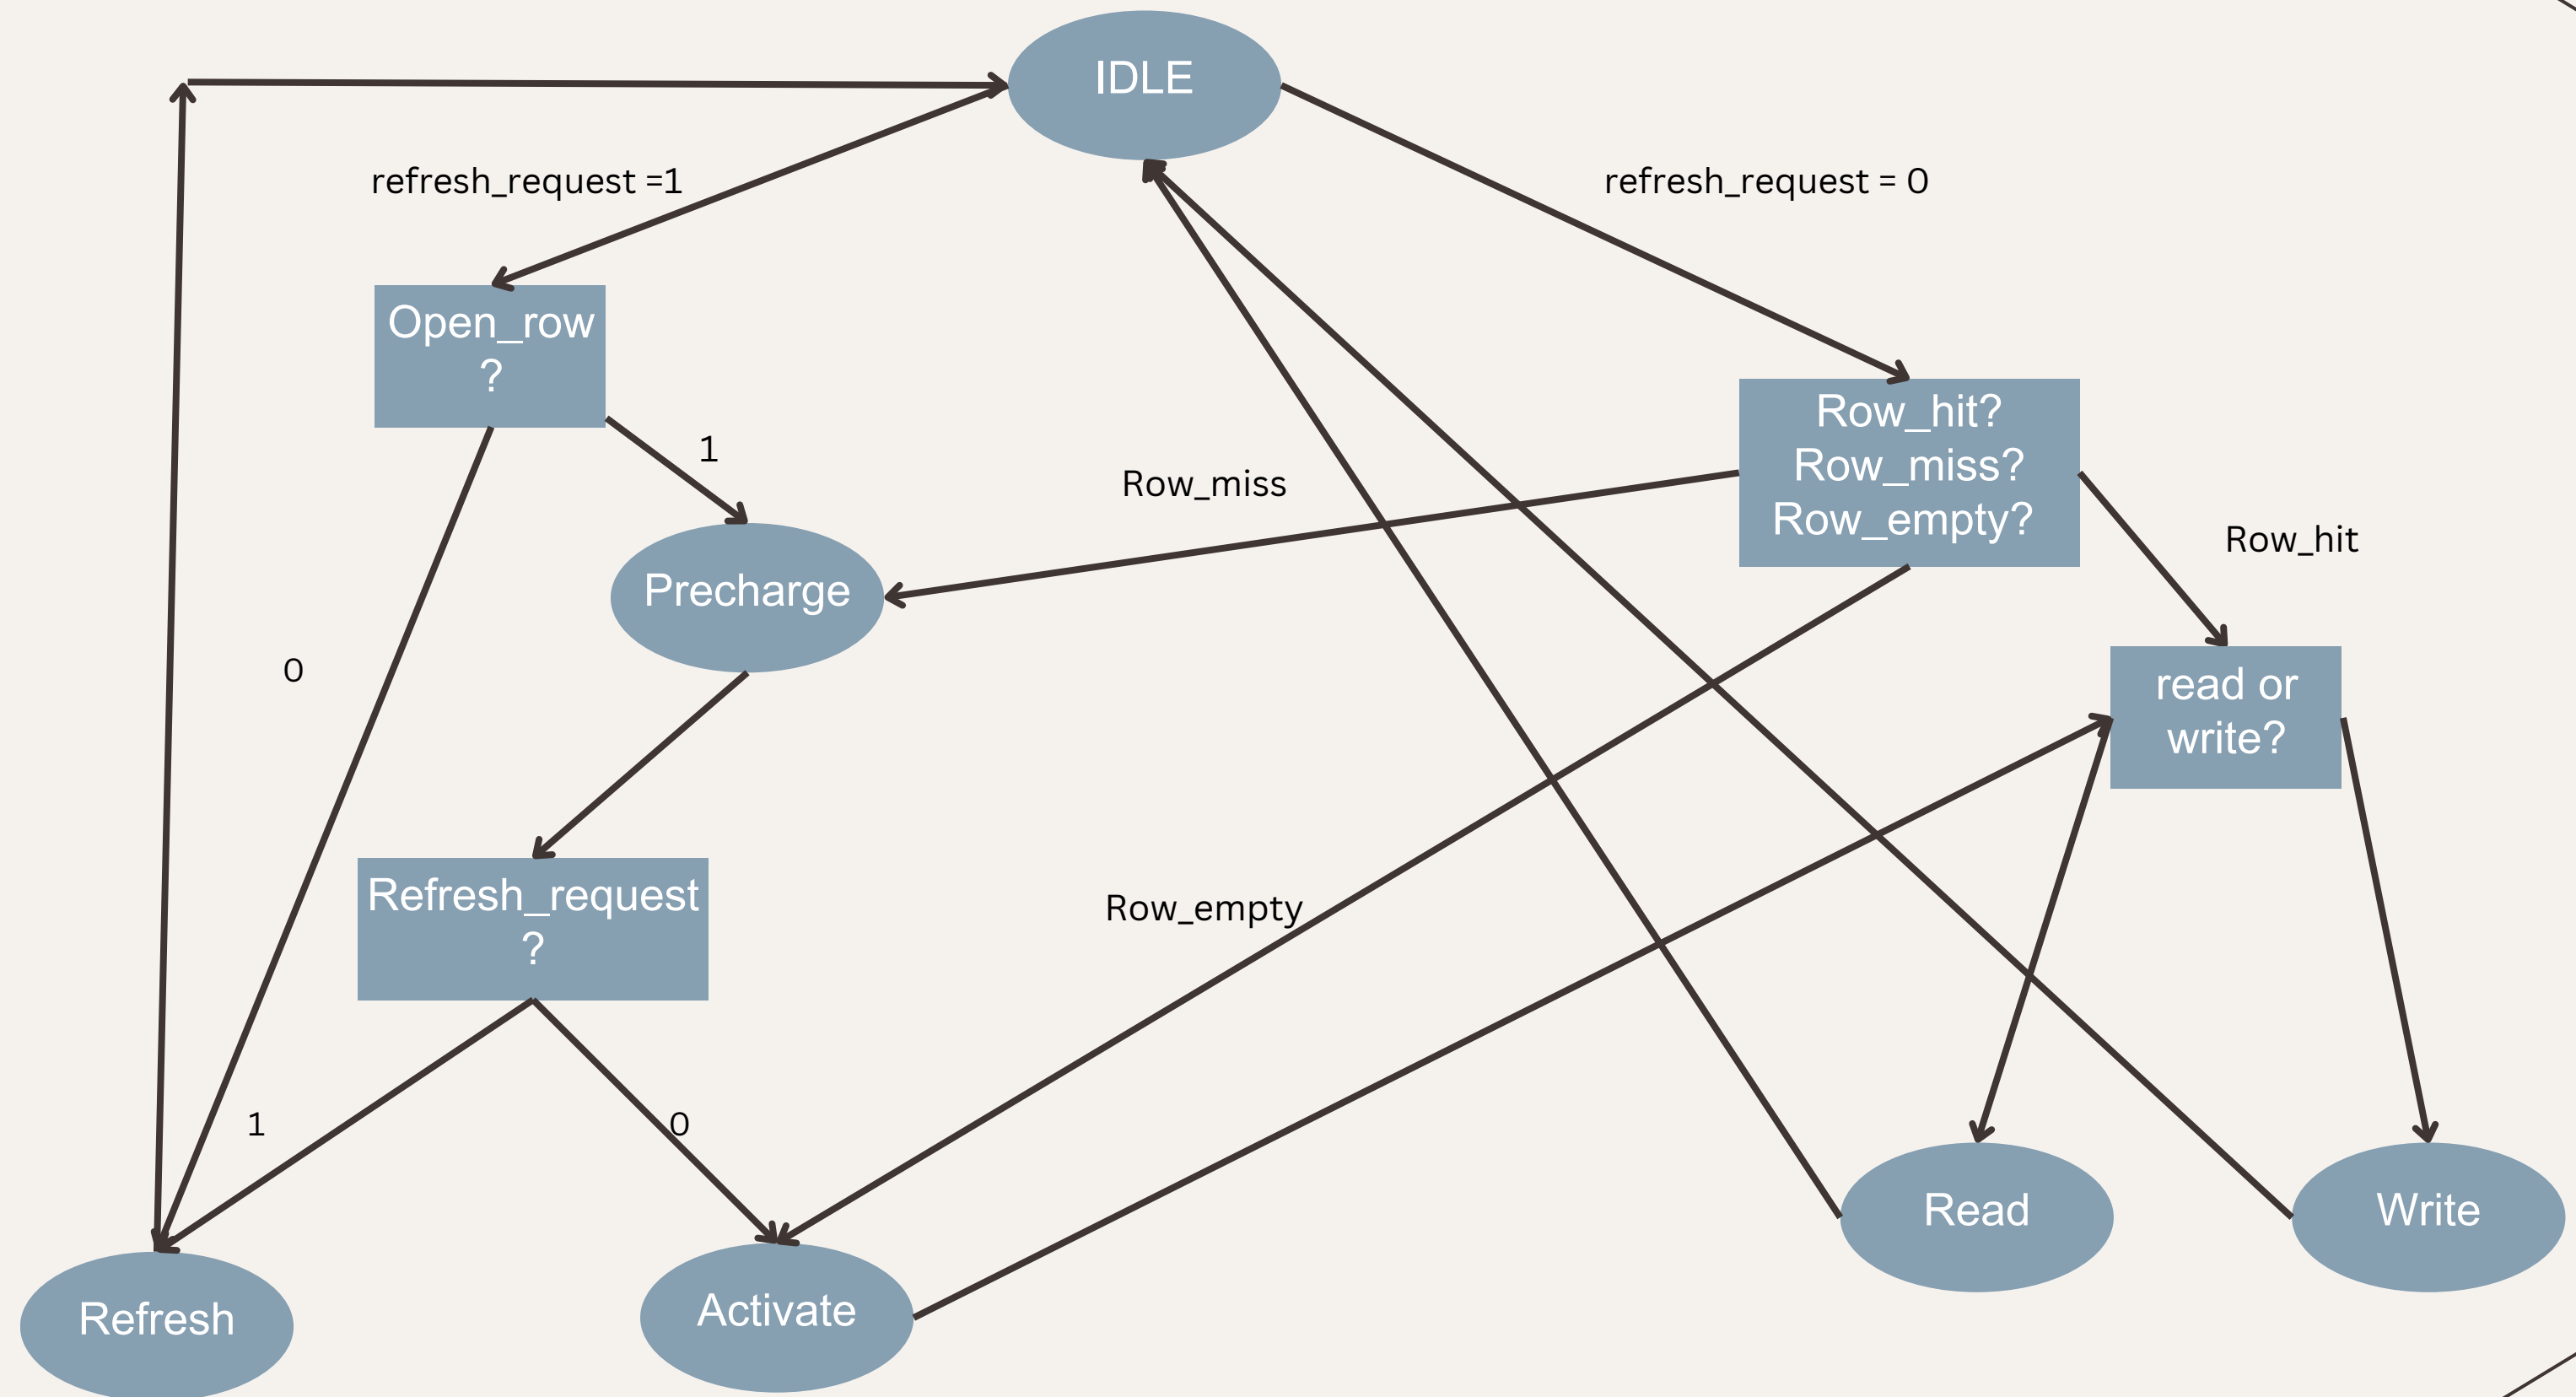 IDLE
refresh_request =1
refresh_request = 0
Open_row
?
Row_hit?
Row_miss?
Row_empty?
1
Row_miss
Row_hit
Precharge
0
read or
write?
Refresh_request
?
Row_empty
1
0
Read
Write
Refresh
Activate